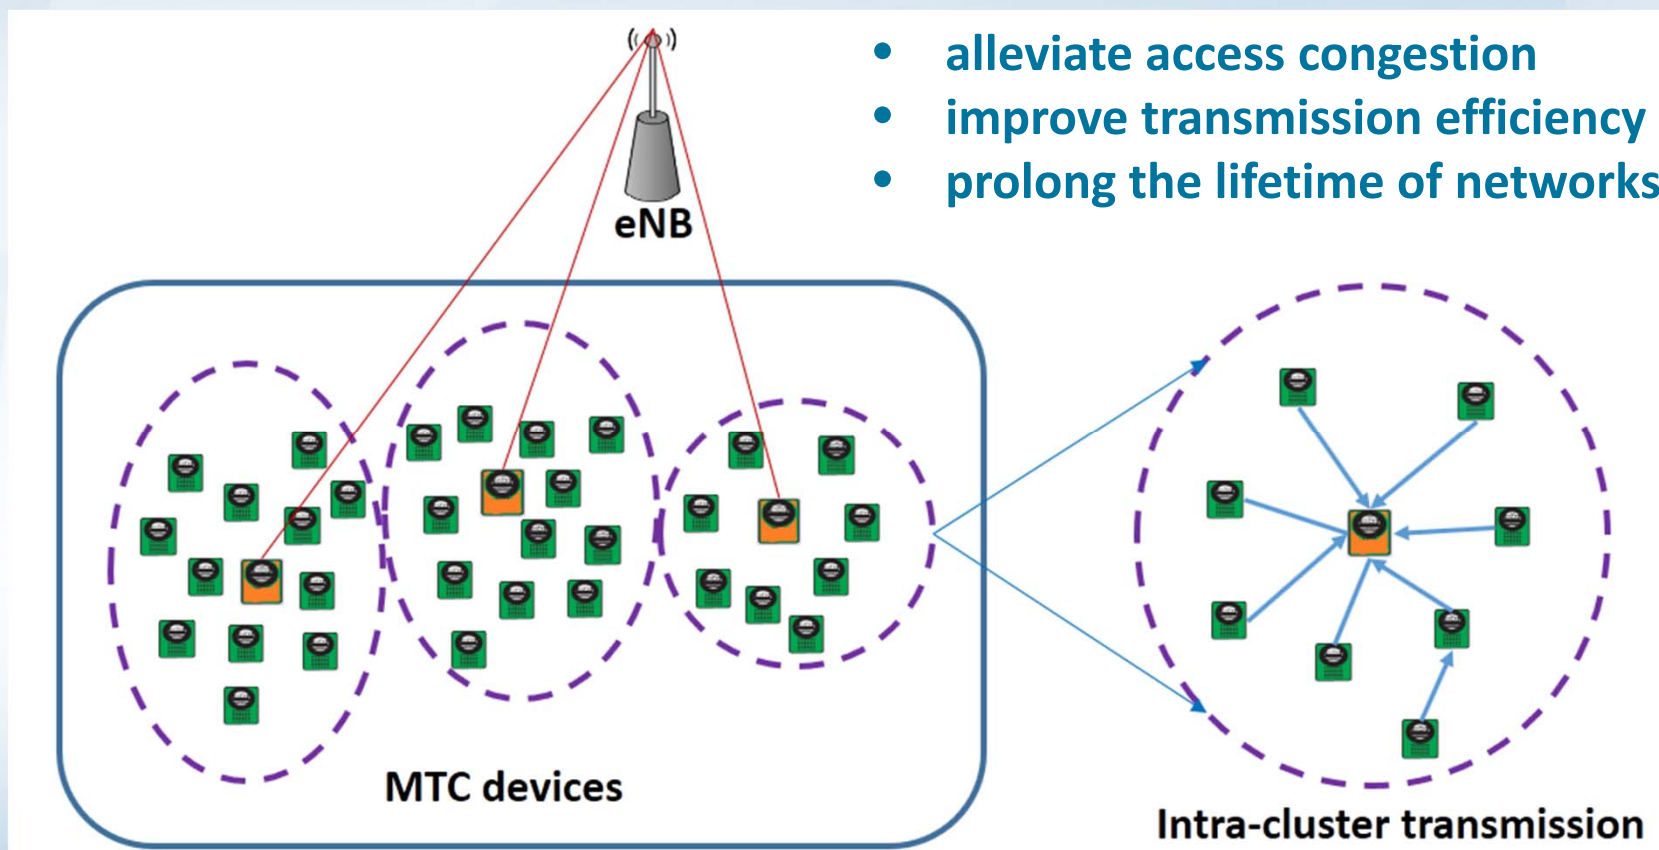 • alleviate access congestion
• improve transmission efficiency
• prolong the lifetime of networks
eNB
MTC devices
Intra-cluster transmission